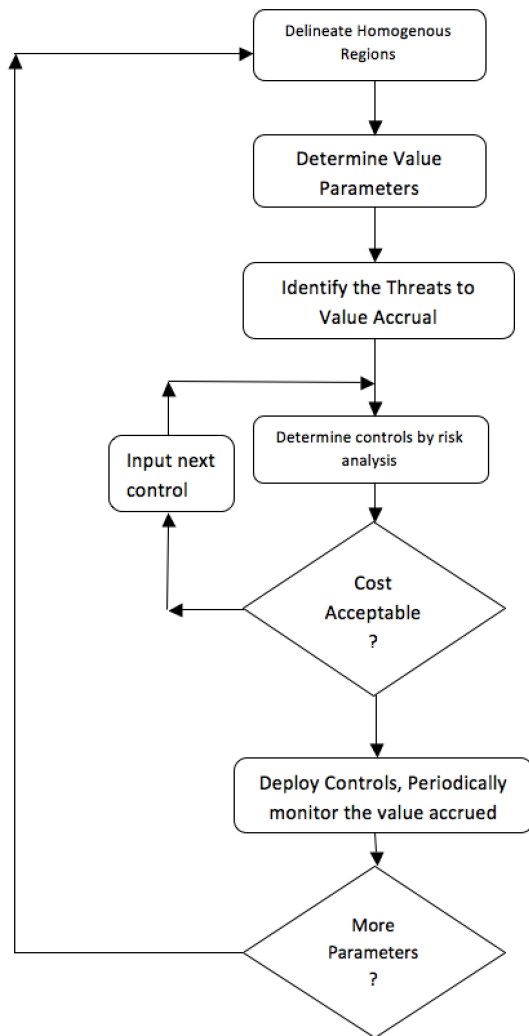 Delineate Homogenous
Regions
Determine Value
Parameters
Identify the Threats to
Value Accrual
Determine controls by risk
analysis
Input next
control
Cost
Acceptable
?
Deploy Controls, Periodically
monitor the value accrued
More
Parameters
?